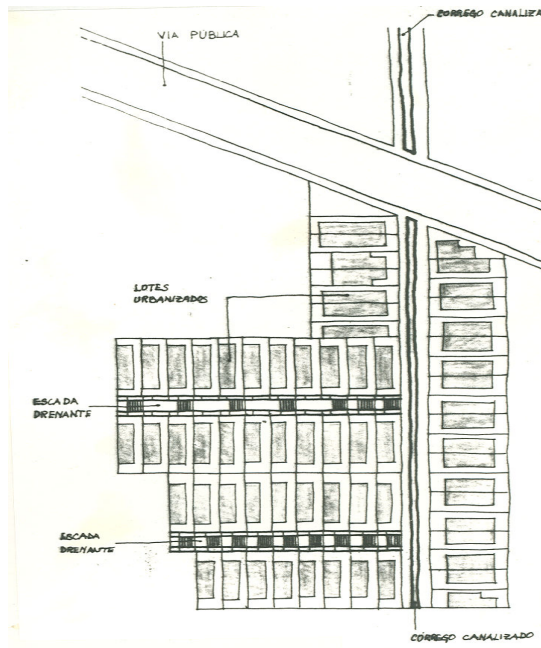 CÓRREGO CANALIZA
VIA PÚBLICA
LOTES
URBANIZADOS
ESCADA
DRENANTE
ESCADA
DRENANTE
CÓRREGO CANALIZADO